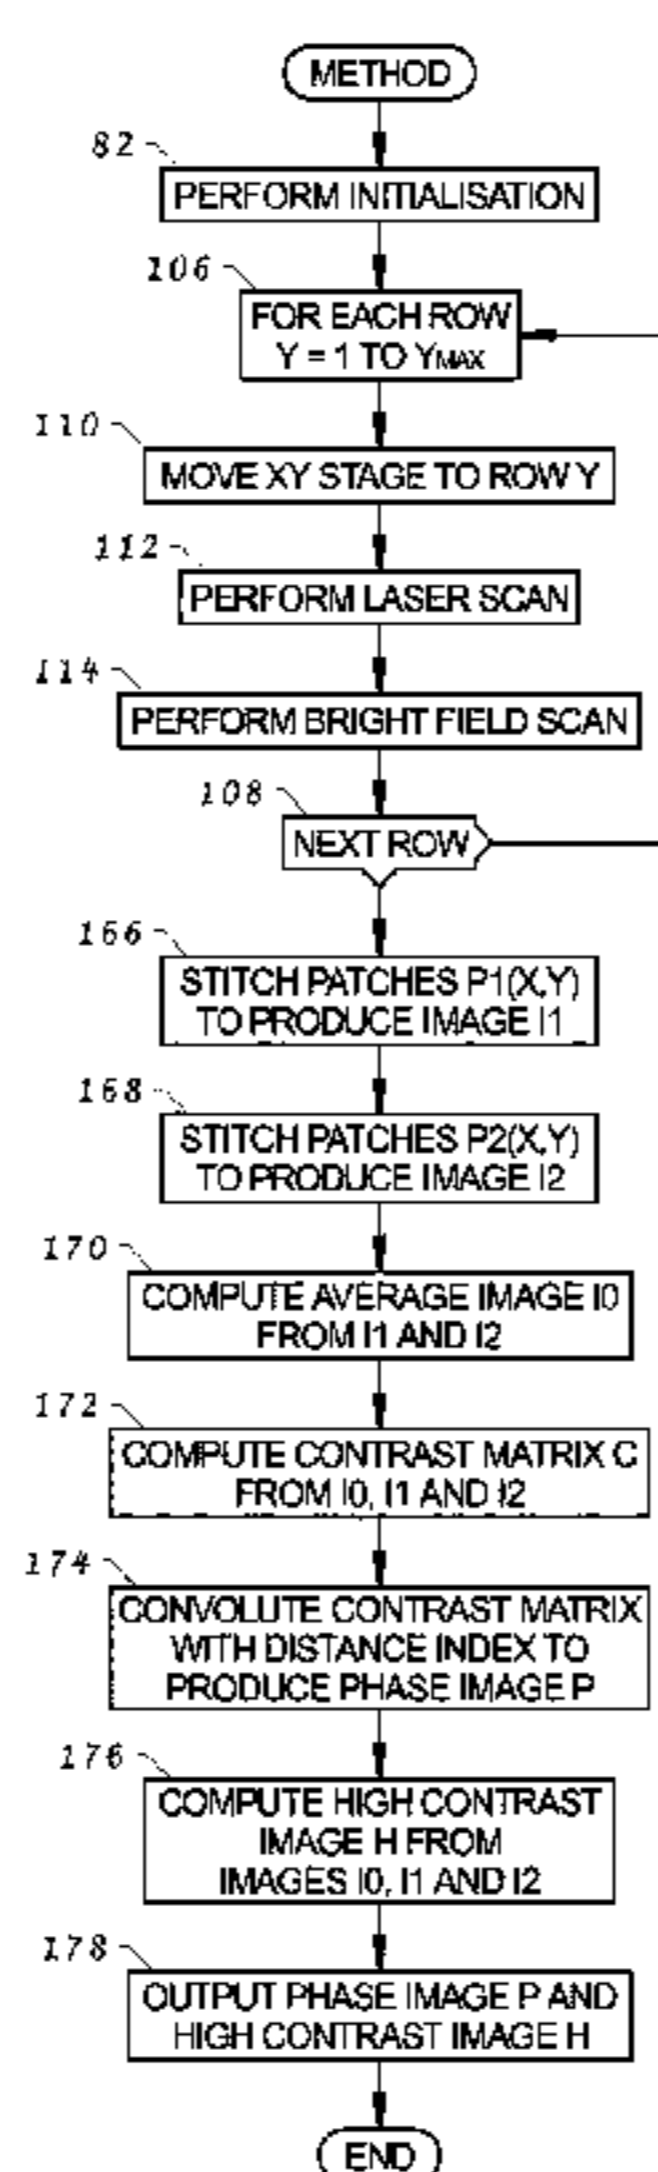 METHOD
82
PERFORM INITIALISATION
106
FOR EACH ROW
Y = 1 TO YMAX
110
MOVE XY STAGE TO ROW Y
112
PERFORM LASER SCAN
114
PERFORM BRIGHT FIELD SCAN
108
NEXT ROW
166
STITCH PATCHES P1(X,Y)
TO PRODUCE IMAGE I1
168
STITCH PATCHES P2(X,Y)
TO PRODUCE IMAGE I2
170
COMPUTE AVERAGE IMAGE I0
FROM I1 AND I2
172
COMPUTE CONTRAST MATRIX C
FROM I0, I1 AND I2
174
CONVOLUTE CONTRAST MATRIX
WITH DISTANCE INDEX TO
PRODUCE PHASE IMAGE P
176
COMPUTE HIGH CONTRAST
IMAGE H FROM
IMAGES I0, I1 AND I2
178
OUTPUT PHASE IMAGE P AND
HIGH CONTRAST IMAGE H
END